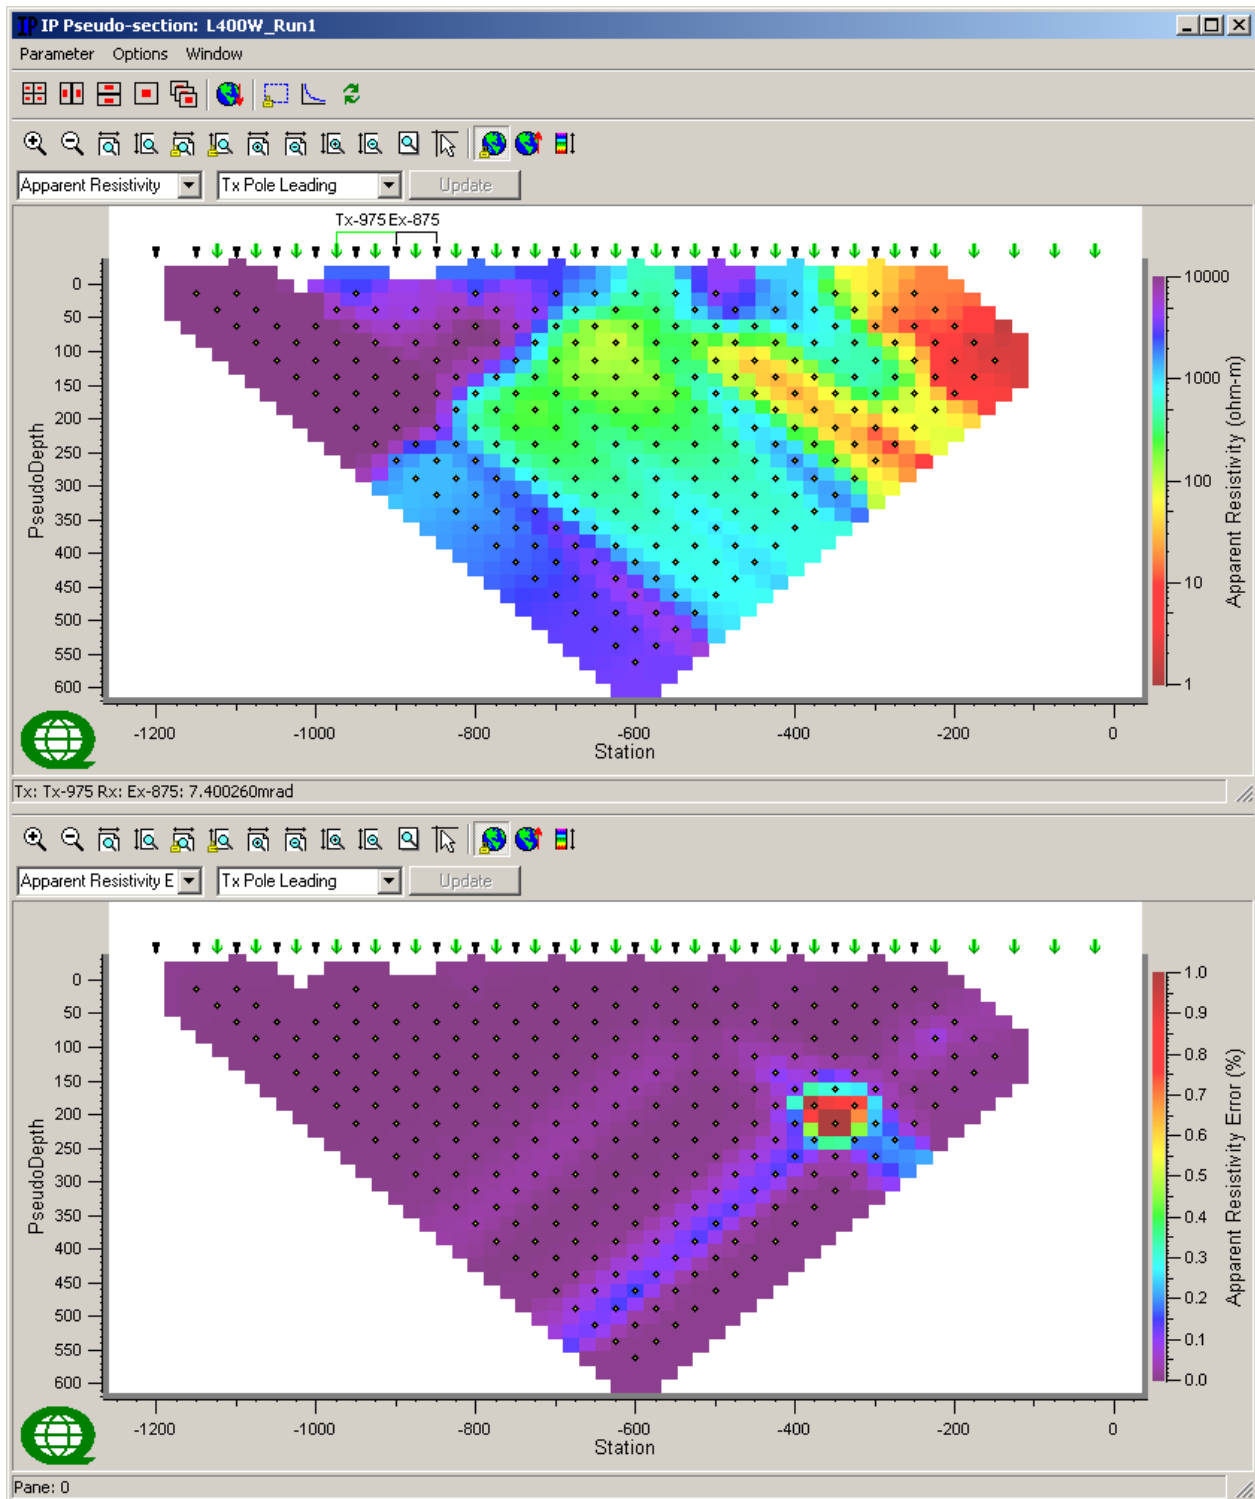 IP Pseudo-section: L400W_Run1
Parameter Options Window
Apparent Resistivity Tx Pole Leading Update
Tx-975 Ex-875
0
50
100
150
200
250
300
350
400
450
500
550
600
PseudoDepth
-1200 -1000 -800 -600 -400 -200 0
Station
10000
1000
100
10
1
Apparent Resistivity (ohm-m)
Tx: Tx-975 Rx: Ex-875: 7.400260mrad
Apparent Resistivity E Tx Pole Leading Update
0
50
100
150
200
250
300
350
400
450
500
550
600
PseudoDepth
-1200 -1000 -800 -600 -400 -200 0
Station
1.0
0.9
0.8
0.7
0.6
0.5
0.4
0.3
0.2
0.1
0.0
Apparent Resistivity Error (%)
Pane: 0